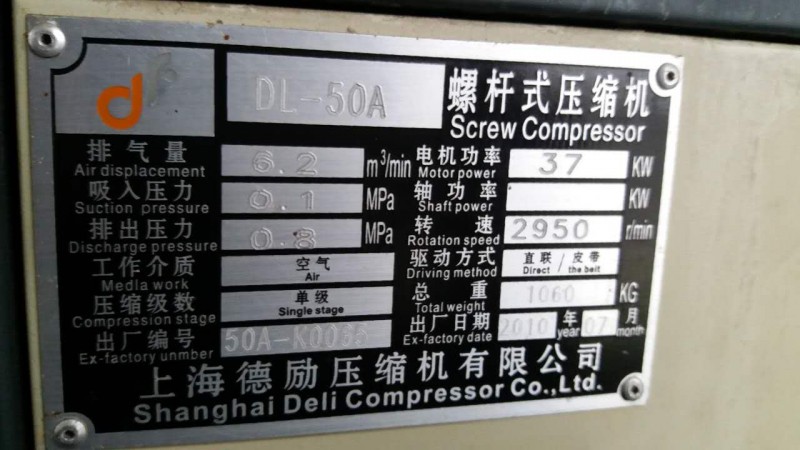 DL-50A 螺杆式压缩机
Screw Compressor
排气量 6.2 m³/min 电机功率 37 KW
Air displacement Motor power
吸入压力 0.1 MPa 轴功率 KW
Suction pressure Shaft power
排出压力 0.8 MPa 转速 2950 r/min
Discharge pressure Rotation speed
工作介质 空气 驱动方式 直联 / 皮带
Medla work Air Driving method Direct / the beit
压缩级数 单级 总重 1060 KG
Compression stage Single stage Total weight
出厂编号 出厂日期 2010 年 07 月
Ex-factory unmber Ex-factory date year month
上海德励压缩机有限公司
Shanghai Deli Compressor Co.,Ltd.